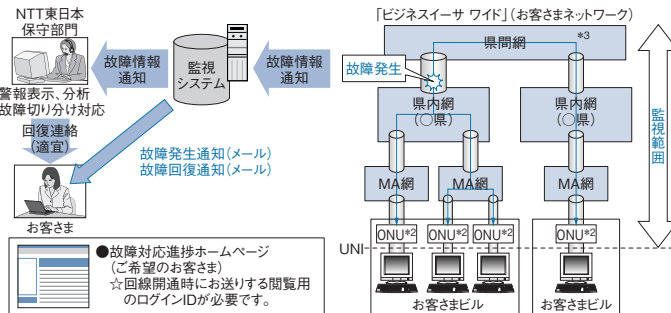 NTT東日本
保守部門
故障情報
通知
監視
システム
故障情報
通知
警報表示、分析
故障切り分け対応
回復連絡
(適宜)
故障発生通知(メール)
故障回復通知(メール)
お客さま
●故障対応進捗ホームページ
(ご希望のお客さま)
☆回線開通時にお送りする閲覧用
のログインIDが必要です。
「ビジネスイーサ ワイド」(お客さまネットワーク)
県間網
*3
故障発生
県内網
(○県)
県内網
(○県)
監視範囲
MA網
MA網
MA網
ONU*2
ONU*2
ONU*2
ONU*2
UNI
お客さまビル
お客さまビル